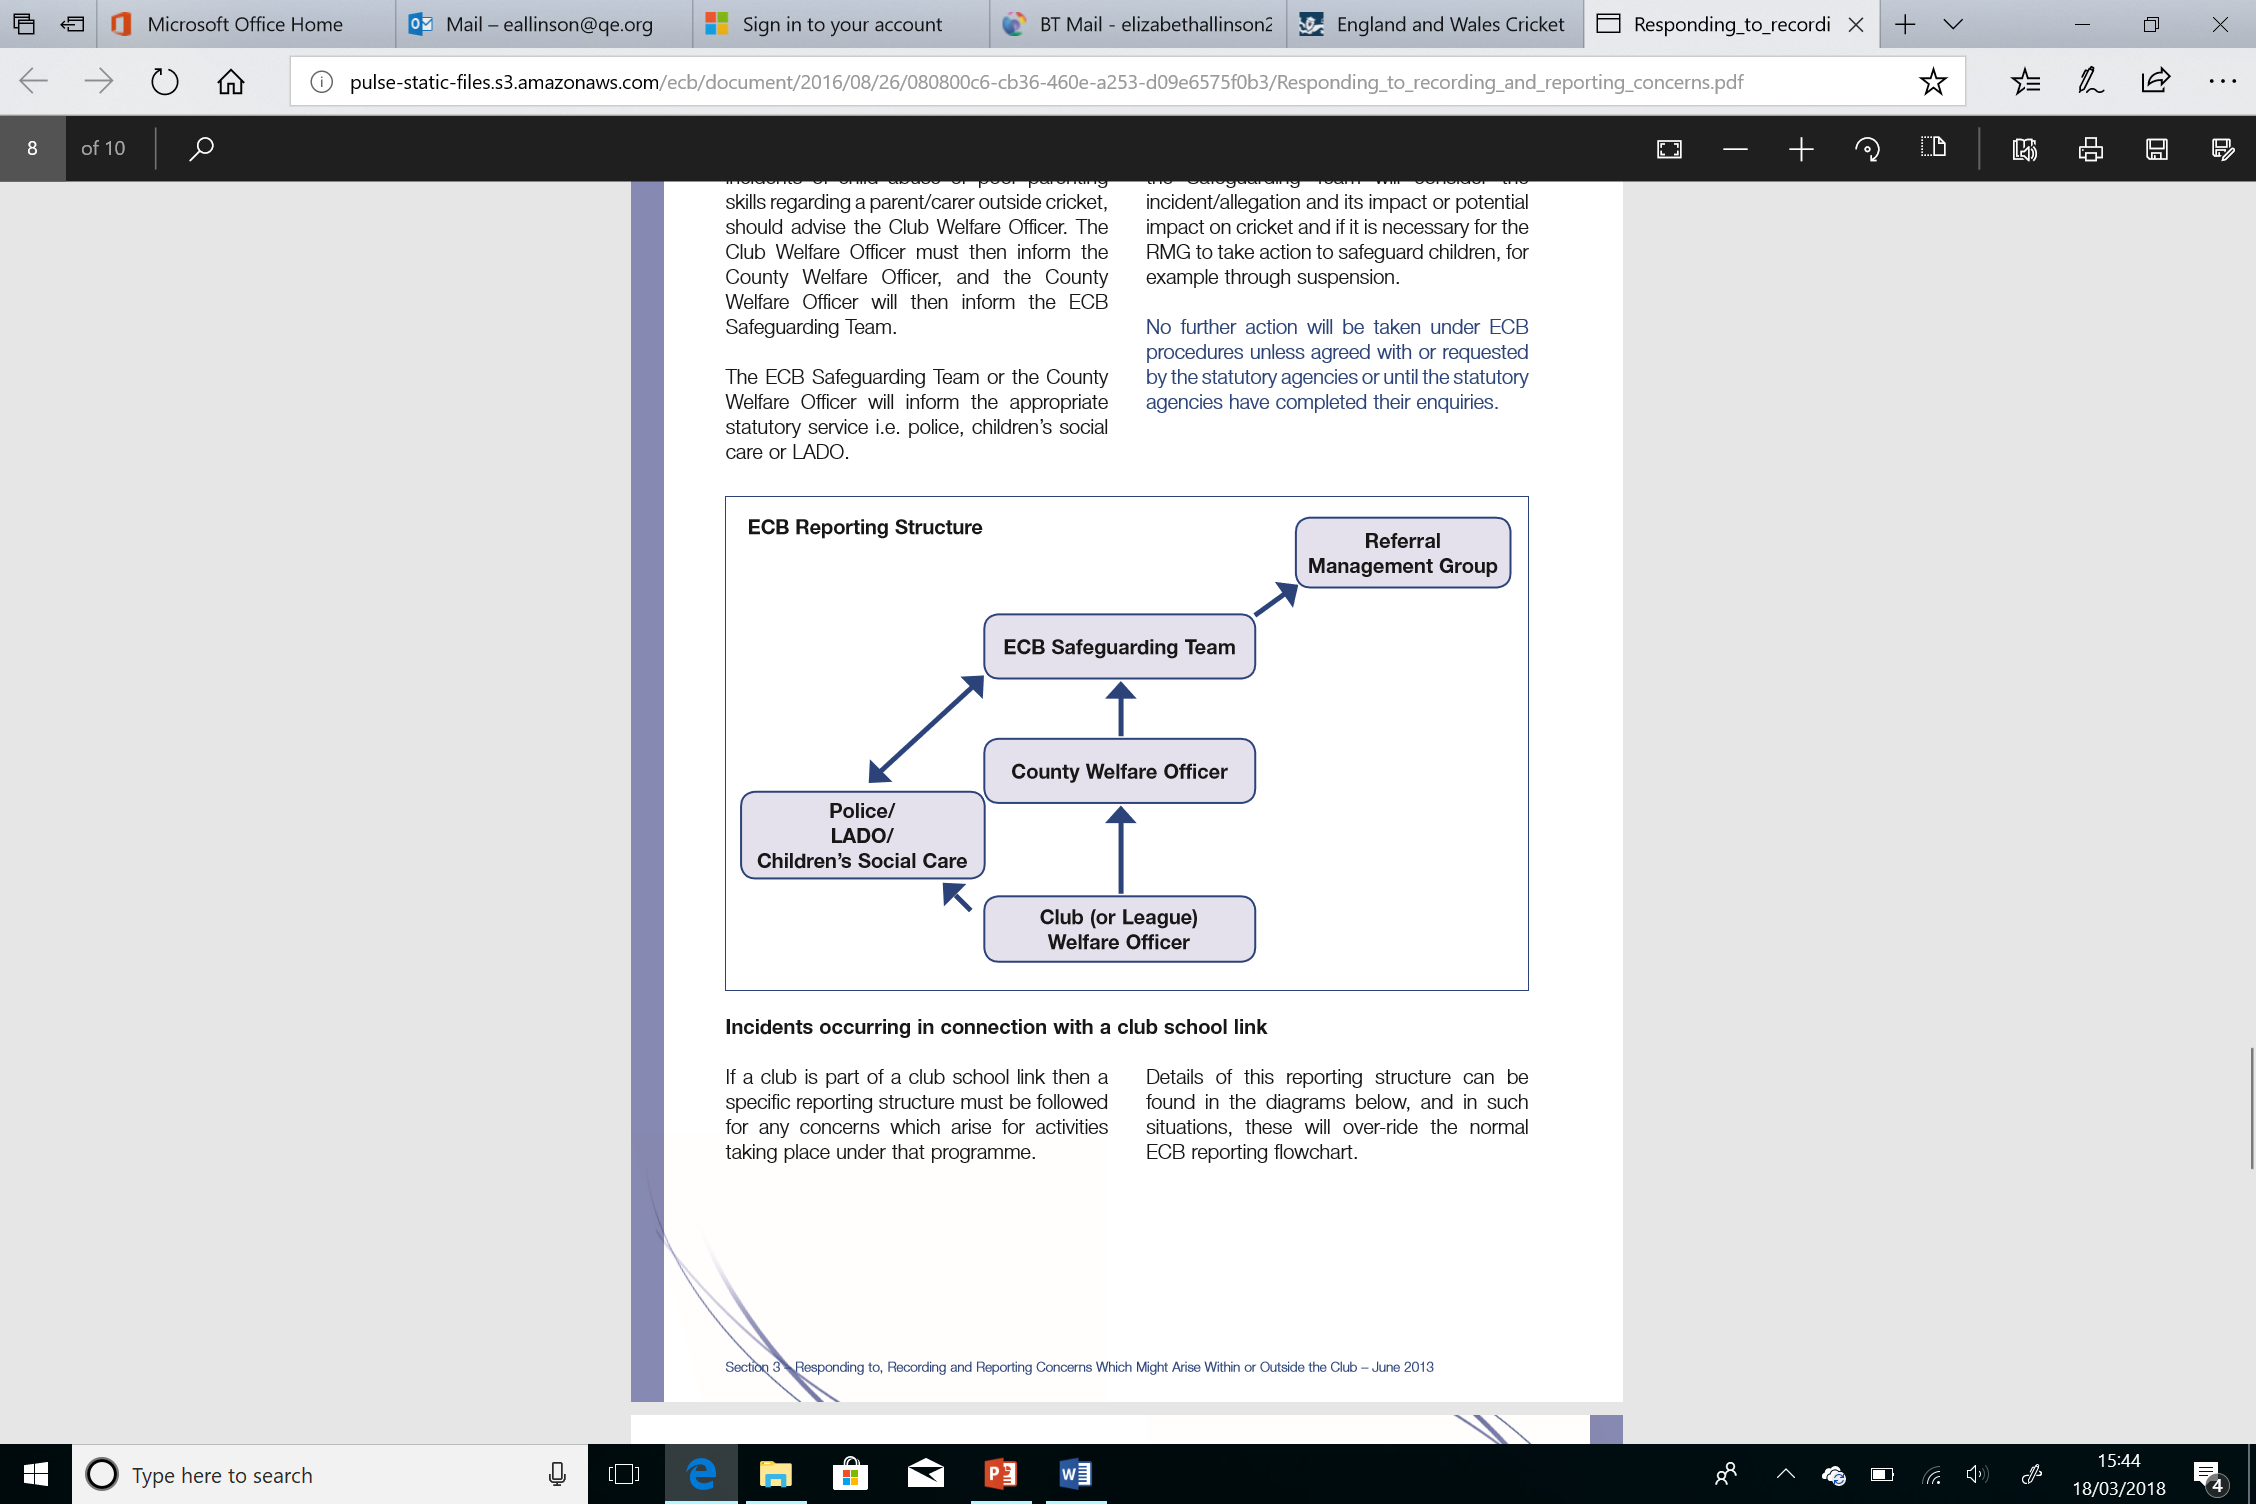 Microsoft Office Home
Mail – eallinson@qe.org
Sign in to your account
BT Mail - elizabethallinson2
England and Wales Cricket
Responding_to_recordi
pulse-static-files.s3.amazonaws.com/ecb/document/2016/08/26/080800c6-cb36-460e-a253-d09e6575f0b3/Responding_to_recording_and_reporting_concerns.pdf
8 of 10
incidents of child abuse or poor parenting
skills regarding a parent/carer outside cricket,
should advise the Club Welfare Officer. The
Club Welfare Officer must then inform the
County Welfare Officer, and the County
Welfare Officer will then inform the ECB
Safeguarding Team.
The ECB Safeguarding Team or the County
Welfare Officer will inform the appropriate
statutory service i.e. police, children’s social
care or LADO.
the Safeguarding Team will consider the
incident/allegation and its impact or potential
impact on cricket and if it is necessary for the
RMG to take action to safeguard children, for
example through suspension.
No further action will be taken under ECB
procedures unless agreed with or requested
by the statutory agencies or until the statutory
agencies have completed their enquiries.
ECB Reporting Structure
Referral
Management Group
ECB Safeguarding Team
County Welfare Officer
Police/
LADO/
Children’s Social Care
Club (or League)
Welfare Officer
Incidents occurring in connection with a club school link
If a club is part of a club school link then a
specific reporting structure must be followed
for any concerns which arise for activities
taking place under that programme.
Details of this reporting structure can be
found in the diagrams below, and in such
situations, these will over-ride the normal
ECB reporting flowchart.
Section 3 – Responding to, Recording and Reporting Concerns Which Might Arise Within or Outside the Club – June 2013
Type here to search
15:44
18/03/2018
4